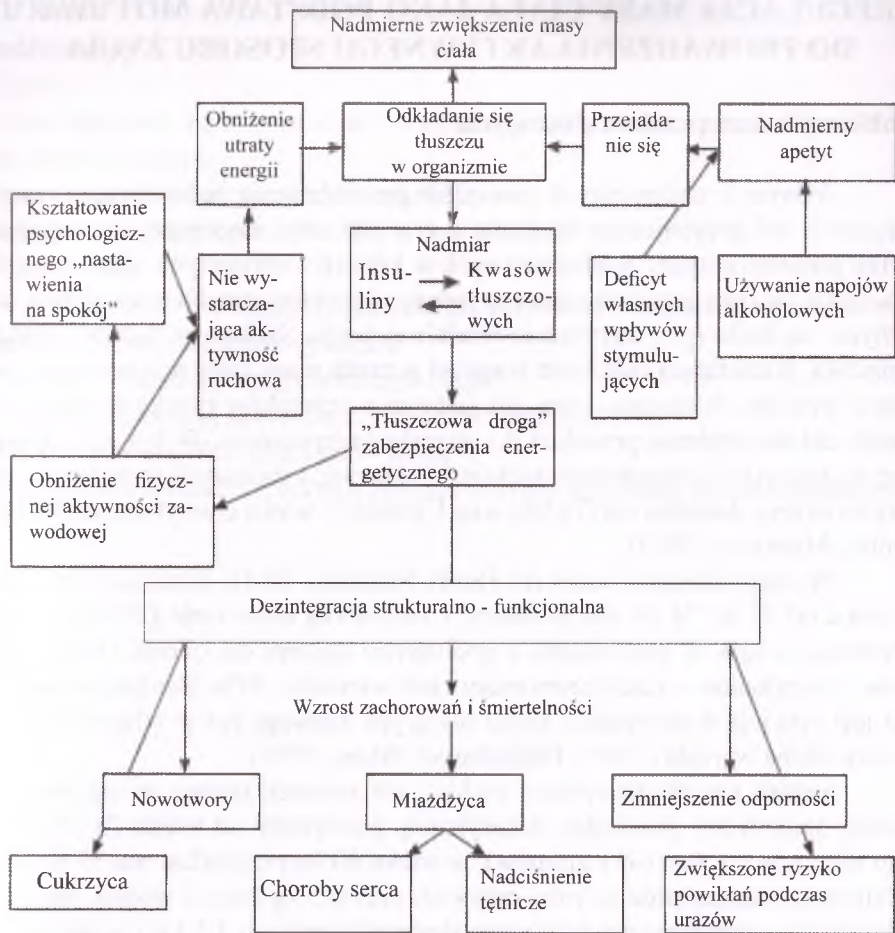 Nadmierne zwiększenie masy
ciała
Obniżenie
utraty
energii
Odkładanie się
tłuszczu
w organizmie
Przejada-
nie się
Nadmierny
apetyt
Kształtowanie
psychologicz-
nego „nasta-
wienia
na spokój"
Nie wy-
starcza-
jąca ak-
tywność
ruchowa
Nadmiar
Insu-
liny
Kwasów
tłuszczo-
wych
Deficyt
własnych
wpływów
stymulu-
jących
Używanie napojów
alkoholowych
„Tłuszczowa droga”
zabezpieczenia ener-
getycznego
Obniżenie fizycz-
nej aktywności za-
wodowej
Dezintęgracja strukturalno - funkcjonalna
Wzrost zachorowań i śmiertelności
Nowotwory
Miażdżyca
Zmniejszenie odporności
Cukrzyca
Choroby serca
Nadciśnienie
tętnicze
Zwiększone ryzyko
powikłań podczas
urazów